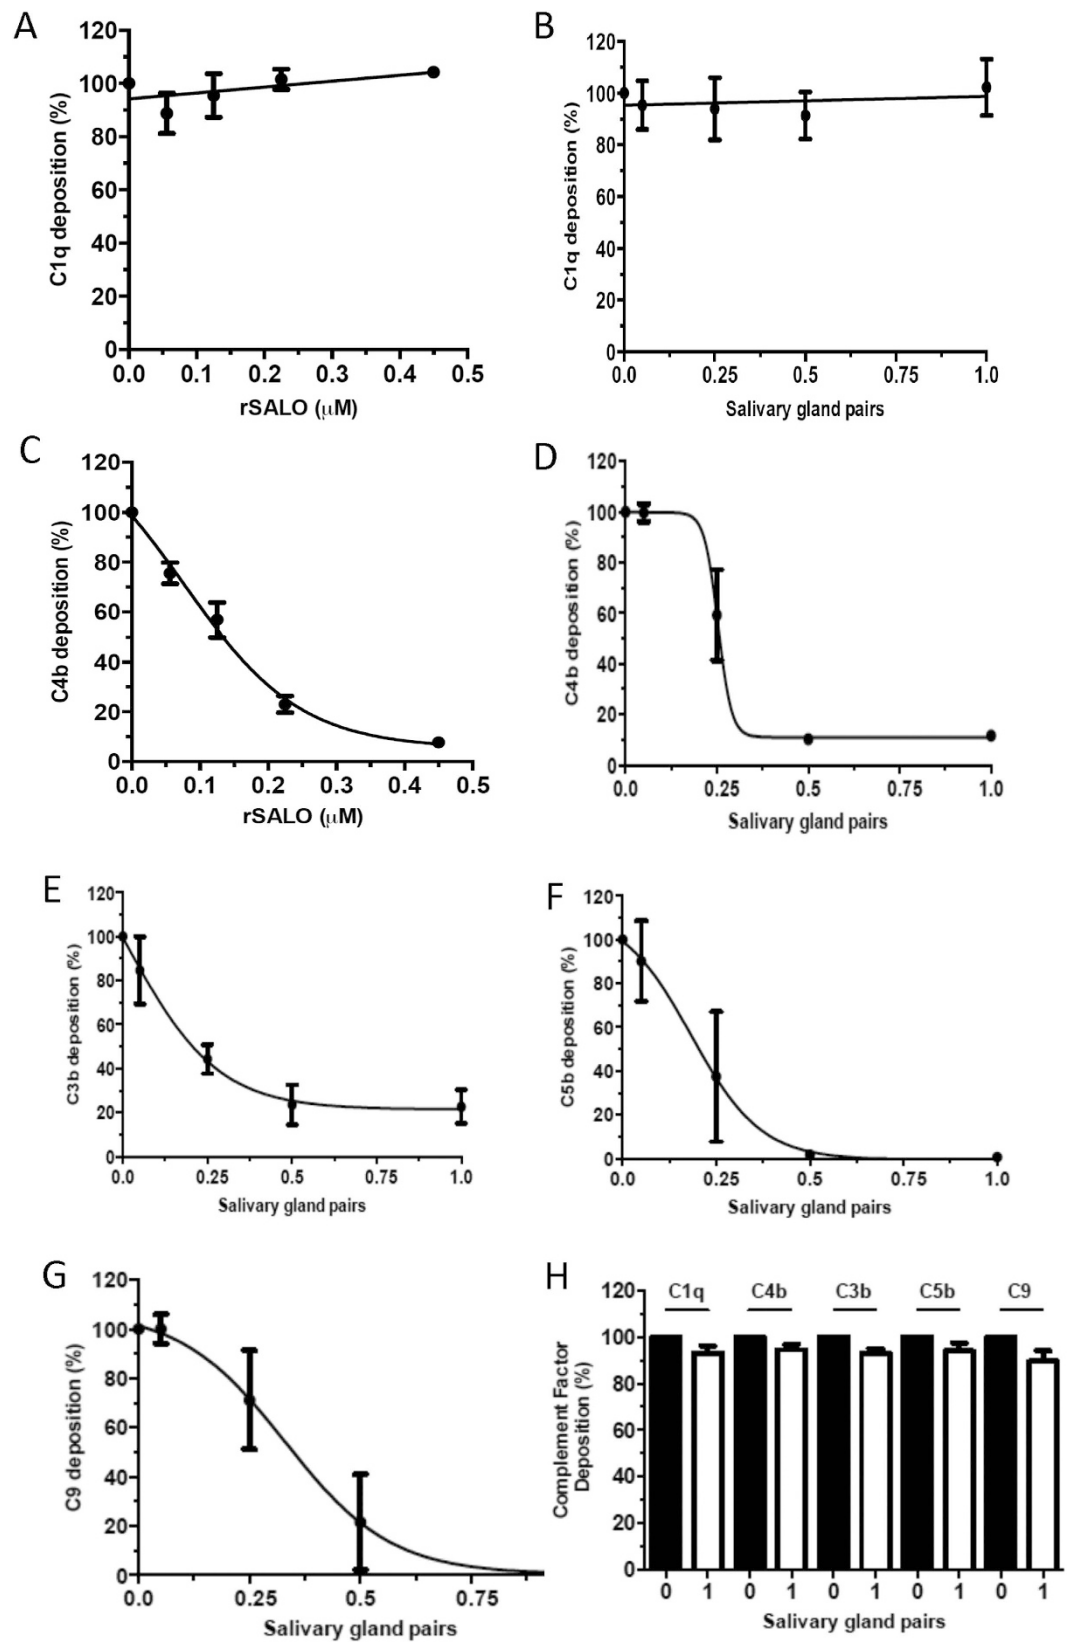 A
120
100
80
60
40
20
0
C1q deposition (%)
0.0 0.1 0.2 0.3 0.4 0.5
rSALO (μM)
B
120
100
80
60
40
20
0
C1q deposition (%)
0.0 0.25 0.5 0.75 1.0
Salivary gland pairs
C
120
100
80
60
40
20
0
C4b deposition (%)
0.0 0.1 0.2 0.3 0.4 0.5
rSALO (μM)
D
120
100
80
60
40
20
0
C4b deposition (%)
0.0 0.25 0.5 0.75 1.0
Salivary gland pairs
E
120
100
80
60
40
20
0
C3b deposition (%)
0.0 0.25 0.5 0.75 1.0
Salivary gland pairs
F
120
100
80
60
40
20
0
C5b deposition (%)
0.0 0.25 0.5 0.75 1.0
Salivary gland pairs
G
120
100
80
60
40
20
0
C9 deposition (%)
0.0 0.25 0.5 0.75
Salivary gland pairs
H
120
100
80
60
40
20
0
Complement Factor
Deposition (%)
C1q C4b C3b C5b C9
0 1 0 1 0 1 0 1 0 1
Salivary gland pairs